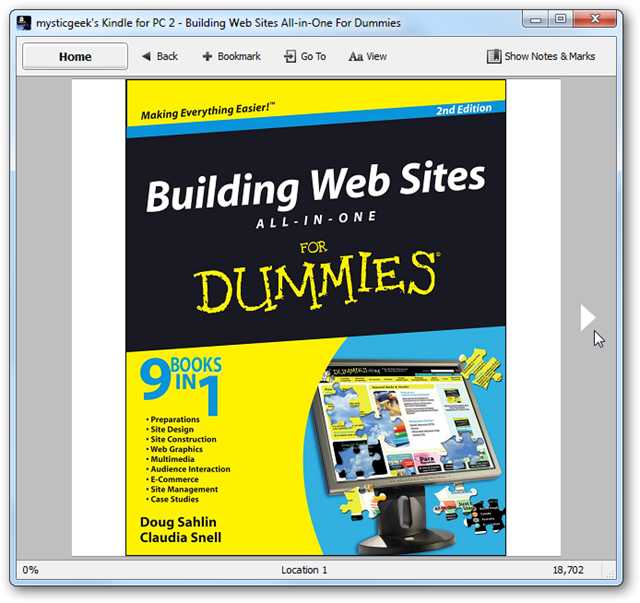 mysticgeek's Kindle for PC 2 - Building Web Sites All-in-One For Dummies
Home Back Bookmark Go To Aa View Show Notes & Marks
Making Everything Easier!™
2nd Edition
Building Web Sites
ALL-IN-ONE
FOR
DUMMIES®
9 BOOKS
IN 1
• Preparations
• Site Design
• Site Construction
• Web Graphics
• Multimedia
• Audience Interaction
• E-Commerce
• Site Management
• Case Studies
Doug Sahlin
Claudia Snell
DUMMIES.COM
0% Location 1 18,702